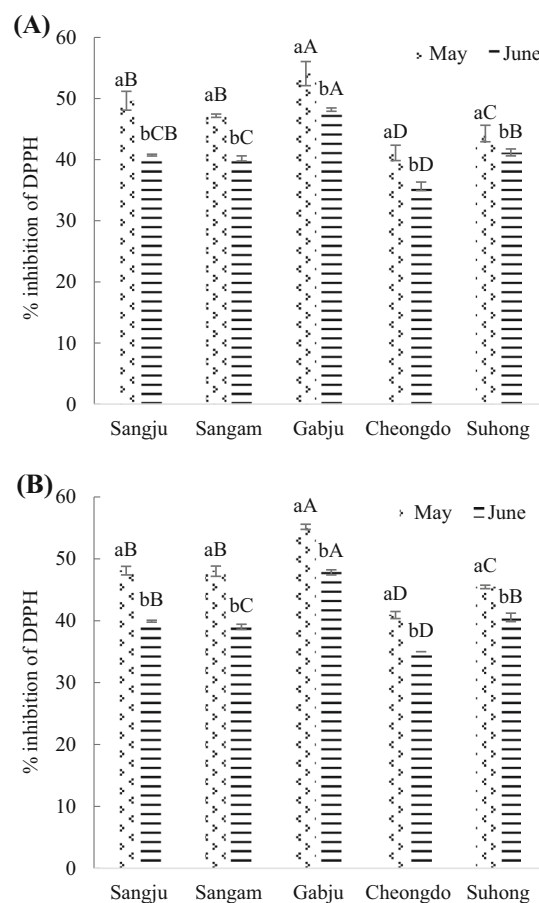 (A)
60
50
40
30
20
10
0
% inhibition of DPPH
May June
aB bCB aB bC aA bA aD bD aC bB
Sangju Sangam Gabju Cheongdo Suhong
(B)
60
50
40
30
20
10
0
% inhibition of DPPH
May June
aB bB aB bC aA bA aD bD aC bB
Sangju Sangam Gabju Cheongdo Suhong